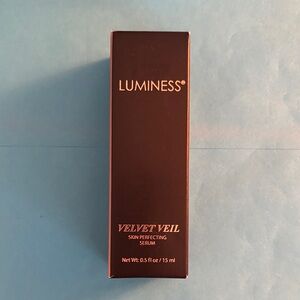 LUMINESS®
VELVET VEIL
SKIN PERFECTING
SERUM
Net Wt: 0.5 fl oz / 15 ml